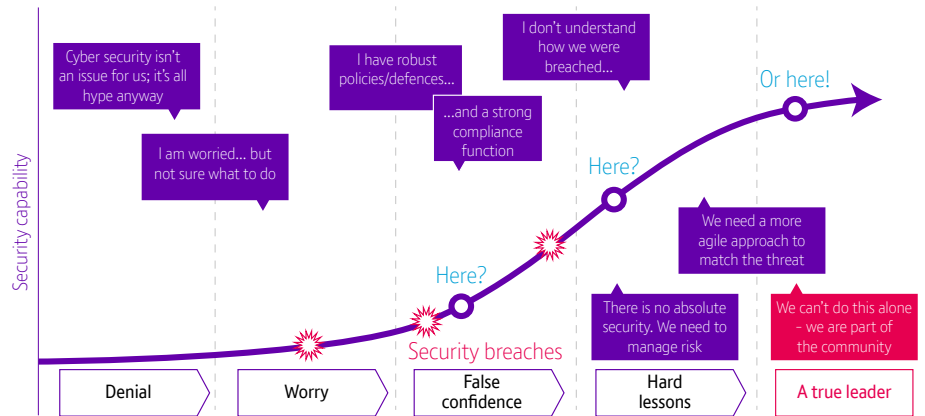 Cyber security isn't
an issue for us; it's all
hype anyway
I am worried... but
not sure what to do
I have robust
policies/defences...
...and a strong
compliance
function
I don't understand
how we were
breached...
Or here!
Here?
Here?
We need a more
agile approach to
match the threat
There is no absolute
security. We need to
manage risk
We can't do this alone
– we are part of
the community
Security breaches
Security capability
Denial
Worry
False
confidence
Hard
lessons
A true leader